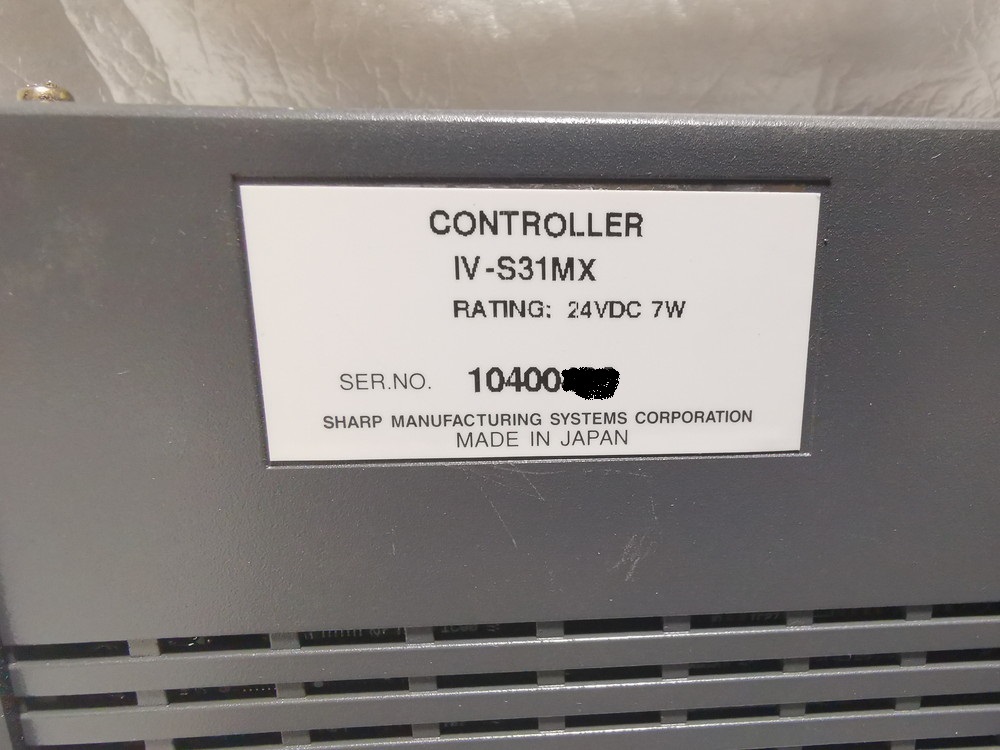 CONTROLLER
IV-S31MX
RATING: 24VDC 7W
SER.NO. 10400
SHARP MANUFACTURING SYSTEMS CORPORATION
MADE IN JAPAN